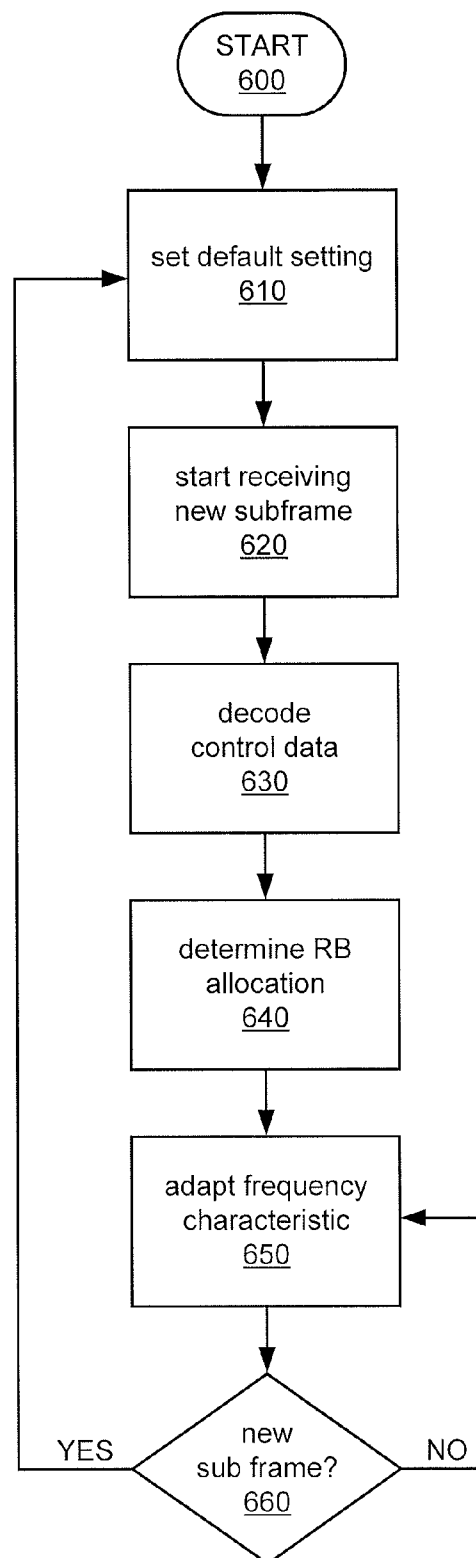 START
600
set default setting
610
start receiving
new subframe
620
decode
control data
630
determine RB
allocation
640
adapt frequency
characteristic
650
YES
new
sub frame?
660
NO